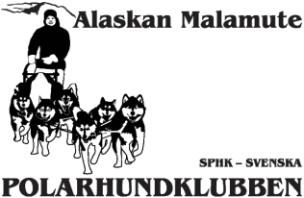 Alaskan Malamute
SPHK – SVENSKA
POLARHUNDKLUBBEN